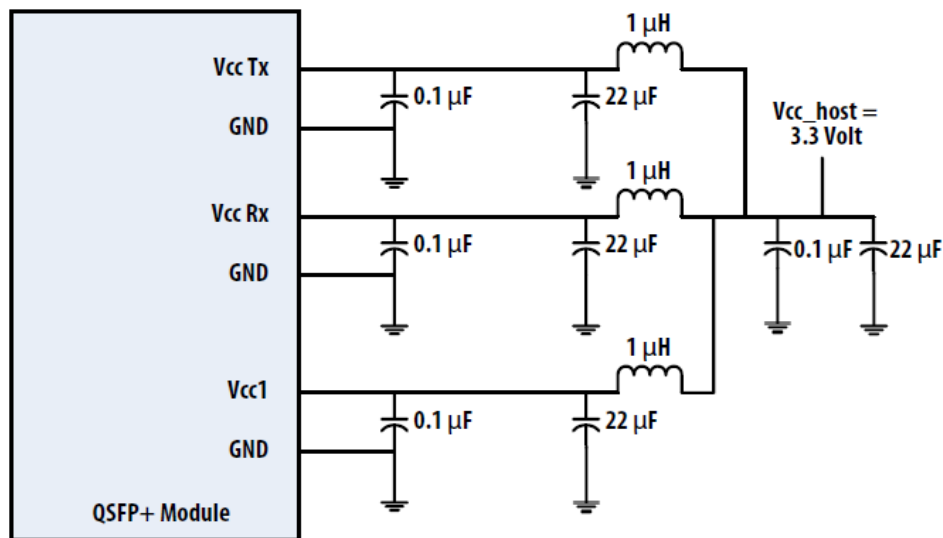 1 µH
Vcc Tx
0.1 µF
22 µF
GND
Vcc_host =
3.3 Volt
1 µH
Vcc Rx
0.1 µF
22 µF
0.1 µF
22 µF
GND
1 µH
Vcc1
0.1 µF
22 µF
GND
QSFP+ Module